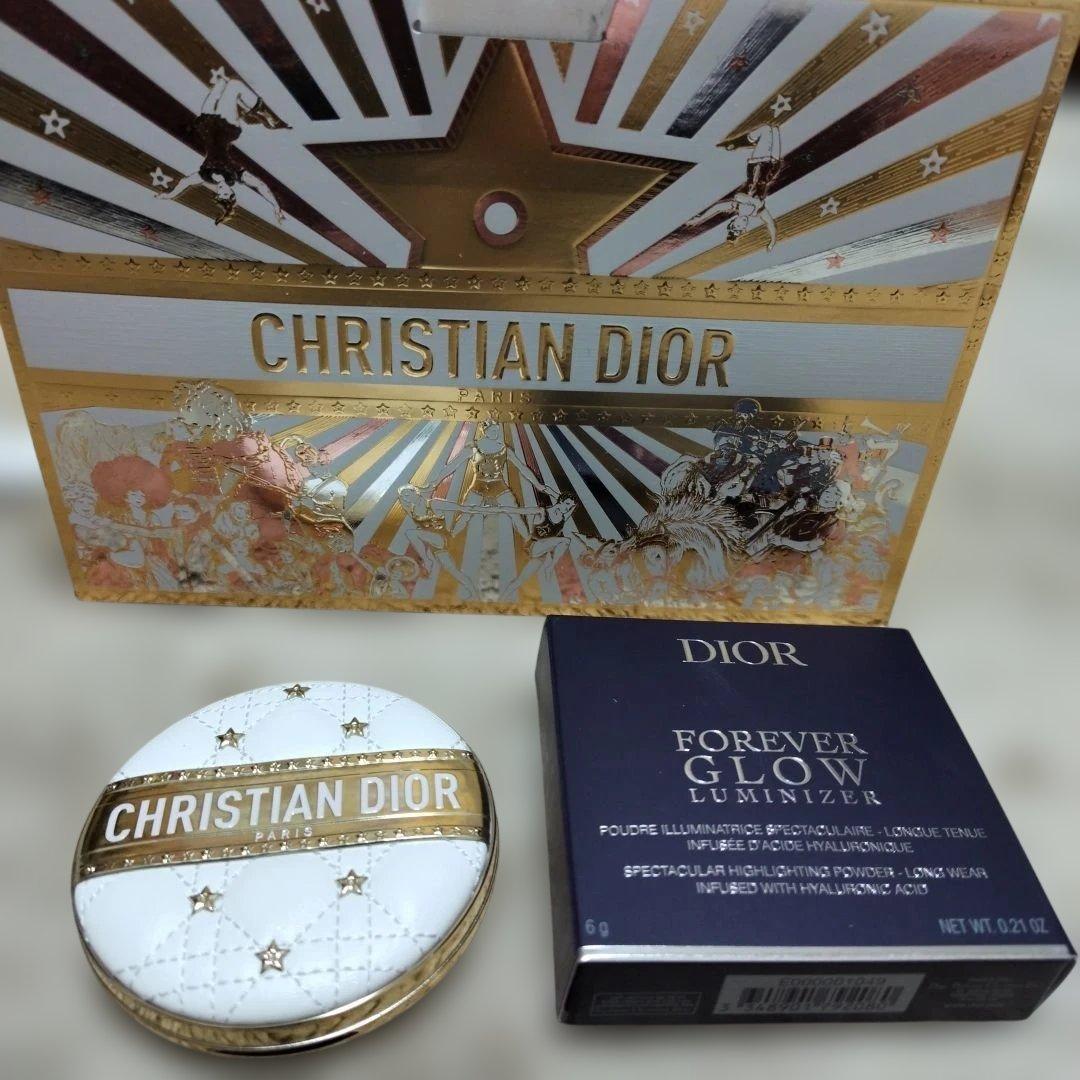 CHRISTIAN DIOR
PARIS
CHRISTIAN DIOR
PARIS
DIOR
FOREVER
GLOW
LUMINIZER
POUDRE ILLUMINATRICE SPECTACULAIRE - LONGUE TENUE
INFUSÉE D'ACIDE HYALURONIQUE
SPECTACULAR HIGHLIGHTING POWDER - LONG WEAR
INFUSED WITH HYALURONIC ACID
6 g
NET WT. 0.21 OZ
E000001049